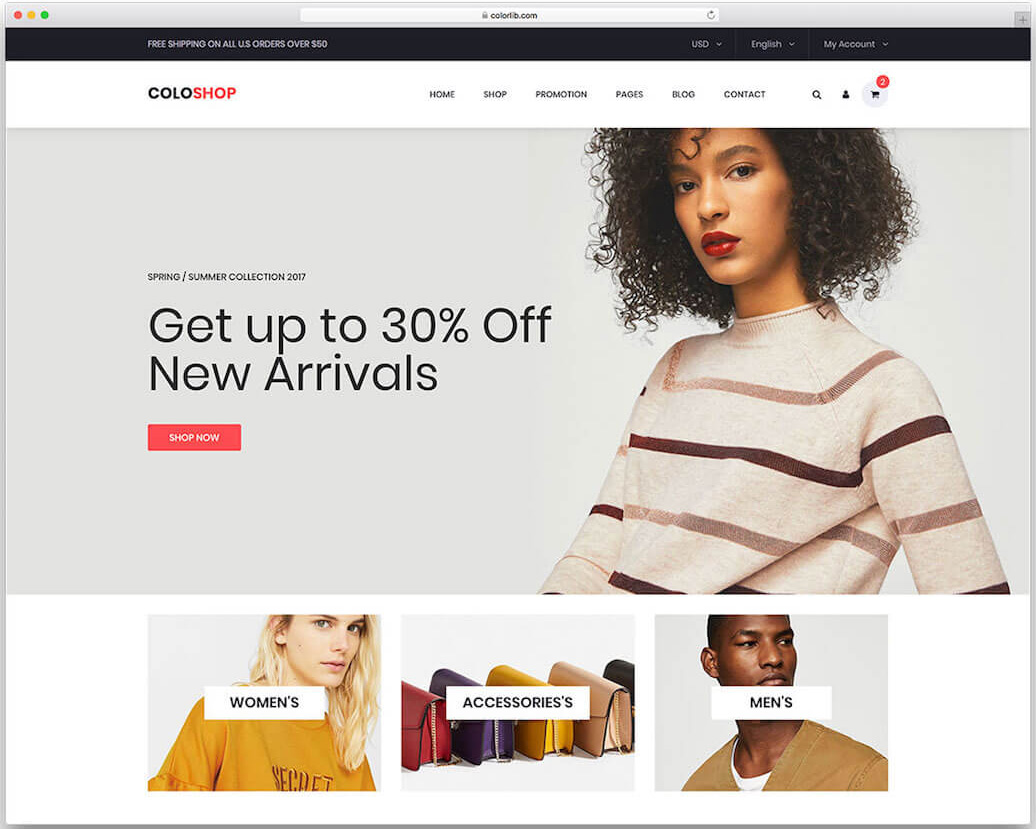 colorlib.com
FREE SHIPPING ON ALL U.S ORDERS OVER $50
USD
English
My Account
COLOSHOP
HOME
SHOP
PROMOTION
PAGES
BLOG
CONTACT
2
SPRING / SUMMER COLLECTION 2017
Get up to 30% Off
New Arrivals
SHOP NOW
WOMEN'S
ACCESSORIES'S
MEN'S
SECRET